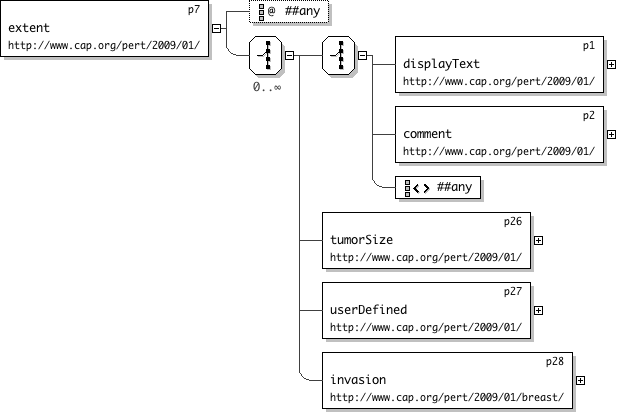 p7
extent
http://www.cap.org/pert/2009/01/
@ ##any
0..∞
p1
displayText
http://www.cap.org/pert/2009/01/
p2
comment
http://www.cap.org/pert/2009/01/
<> ##any
p26
tumorSize
http://www.cap.org/pert/2009/01/
p27
userDefined
http://www.cap.org/pert/2009/01/
p28
invasion
http://www.cap.org/pert/2009/01/breast/